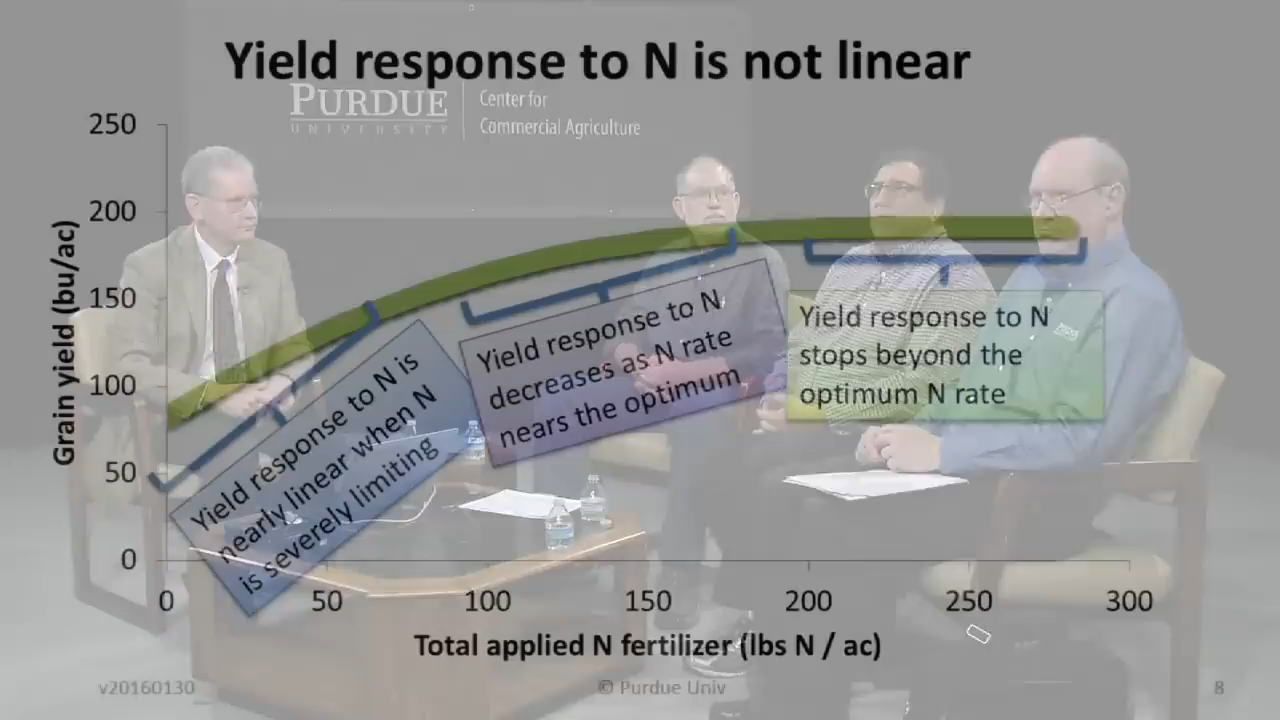 Yield response to N is not linear
PURDUE
UNIVERSITY
Center for
Commercial Agriculture
250
200
150
100
50
0
Grain yield (bu/ac)
Yield response to N is
nearly linear when N
is severely limiting
Yield response to N
decreases as N rate
nears the optimum
Yield response to N
stops beyond the
optimum N rate
0 50 100 150 200 250 300
Total applied N fertilizer (lbs N / ac)
v20160130
© Purdue Univ
8